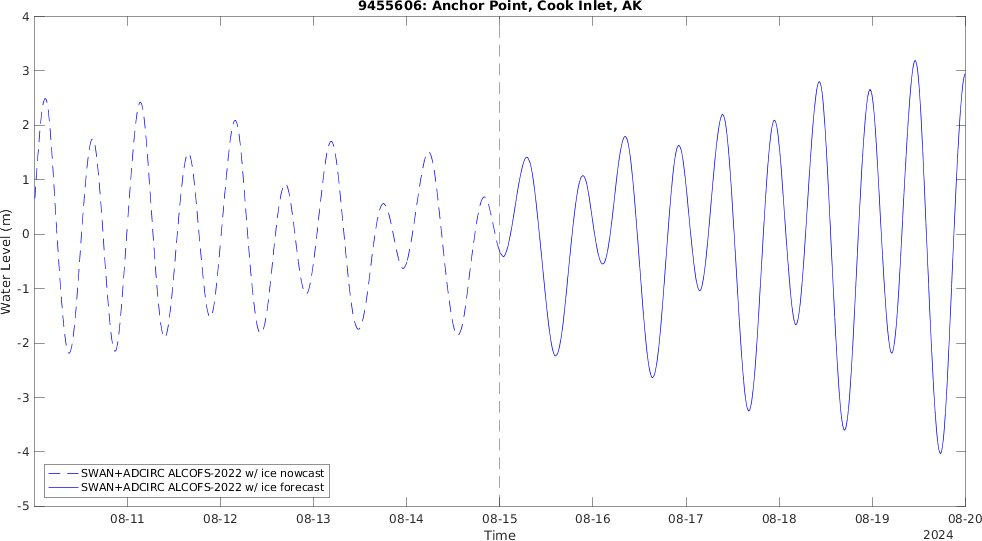 9455606: Anchor Point, Cook Inlet, AK
Water Level (m)
4
3
2
1
0
-1
-2
-3
-4
-5
SWAN+ADCIRC ALCOFS-2022 w/ ice nowcast
SWAN+ADCIRC ALCOFS-2022 w/ ice forecast
08-11 08-12 08-13 08-14 08-15 08-16 08-17 08-18 08-19 08-20
Time
2024